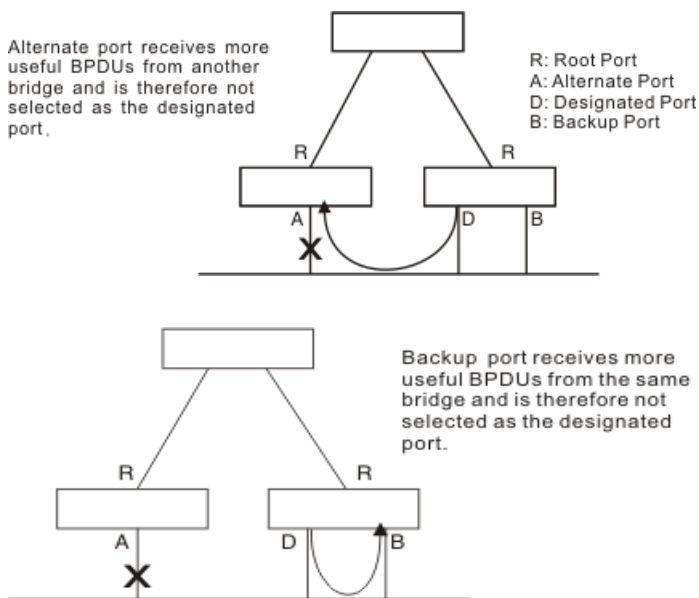 Alternate port receives more
useful BPDUs from another
bridge and is therefore not
selected as the designated
port.
R: Root Port
A: Alternate Port
D: Designated Port
B: Backup Port
R
R
A
D
B
X
Backup port receives more
useful BPDUs from the same
bridge and is therefore not
selected as the designated
port.
R
R
A
D
B
X